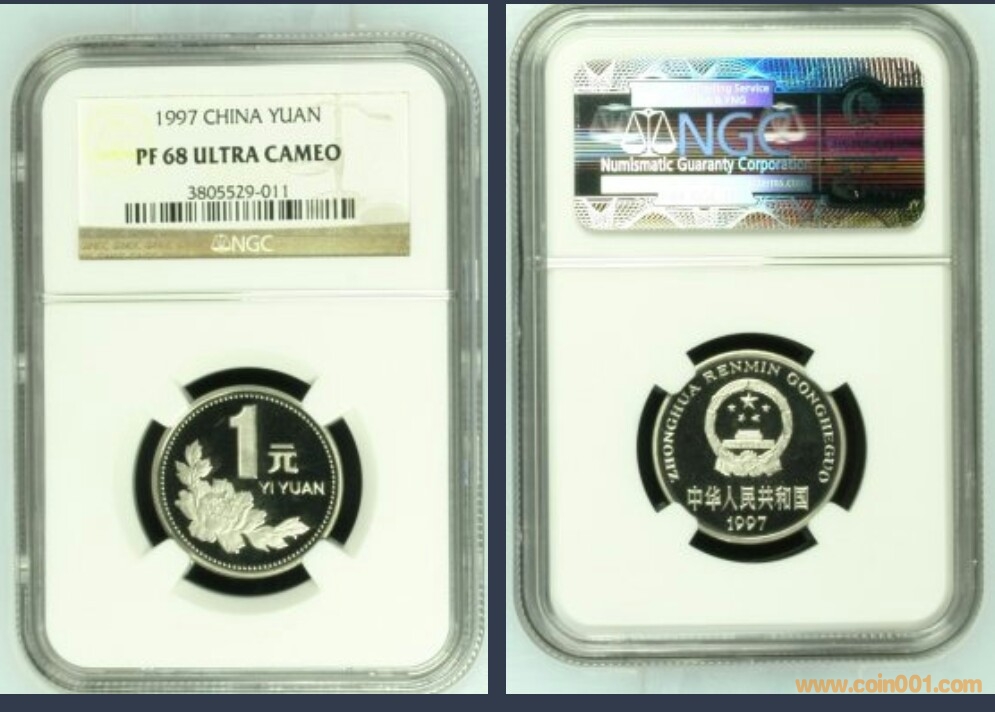 1997 CHINA YUAN
PF 68 ULTRA CAMEO
3805529-011
NGC
1
元
YI YUAN
NGC
Numismatic Guaranty Corporation
ZHONGHUA RENMIN GONGHEGUO
中华人民共和国
1997
www.coin001.com